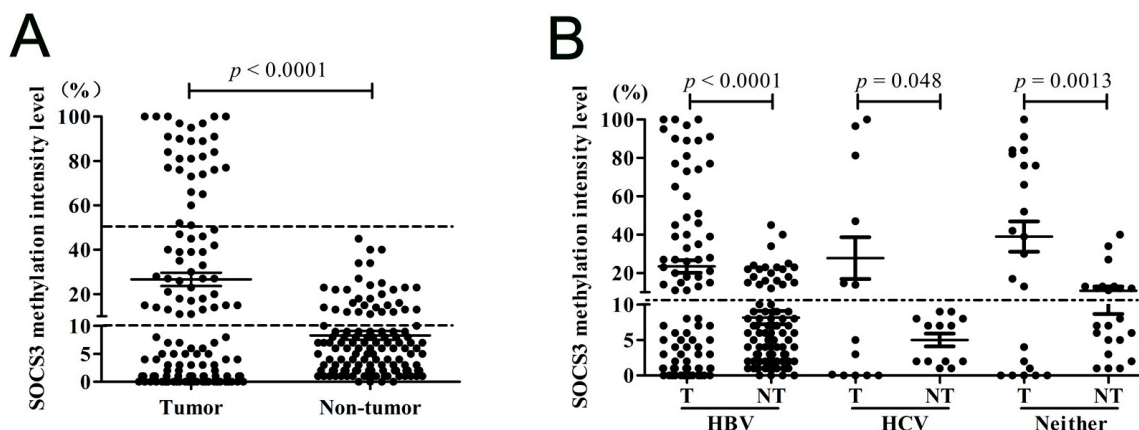 A
B
p < 0.0001
(%)
SOCS3 methylation intensity level
100
80
60
40
20
10
5
0
Tumor Non-tumor
p < 0.0001 p = 0.048 p = 0.0013
(%)
SOCS3 methylation intensity level
100
80
60
40
20
10
5
0
T NT T NT T NT
HBV HCV Neither